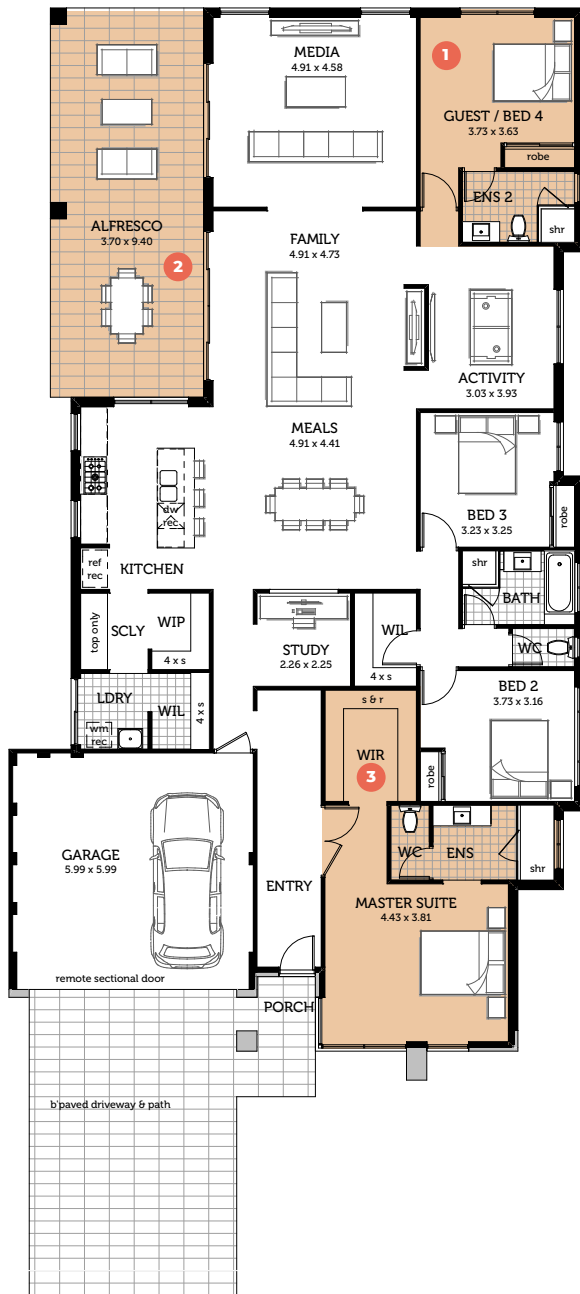 MEDIA
4.91 x 4.58
1
GUEST / BED 4
3.73 x 3.63
robe
ENS 2
shr
ALFRESCO
3.70 x 9.40
2
FAMILY
4.91 x 4.73
ACTIVITY
3.03 x 3.93
MEALS
4.91 x 4.41
BED 3
3.23 x 3.25
robe
dw
rec
ref
rec
KITCHEN
shr
BATH
top only
SCLY
WIP
4 x s
STUDY
2.26 x 2.25
WIL
4 x s
WC
LDRY
WIL
4 x s
wm
rec
BED 2
3.73 x 3.16
robe
s & r
WIR
3
GARAGE
5.99 x 5.99
WC
ENS
shr
ENTRY
MASTER SUITE
4.43 x 3.81
remote sectional door
PORCH
b'paved driveway & path